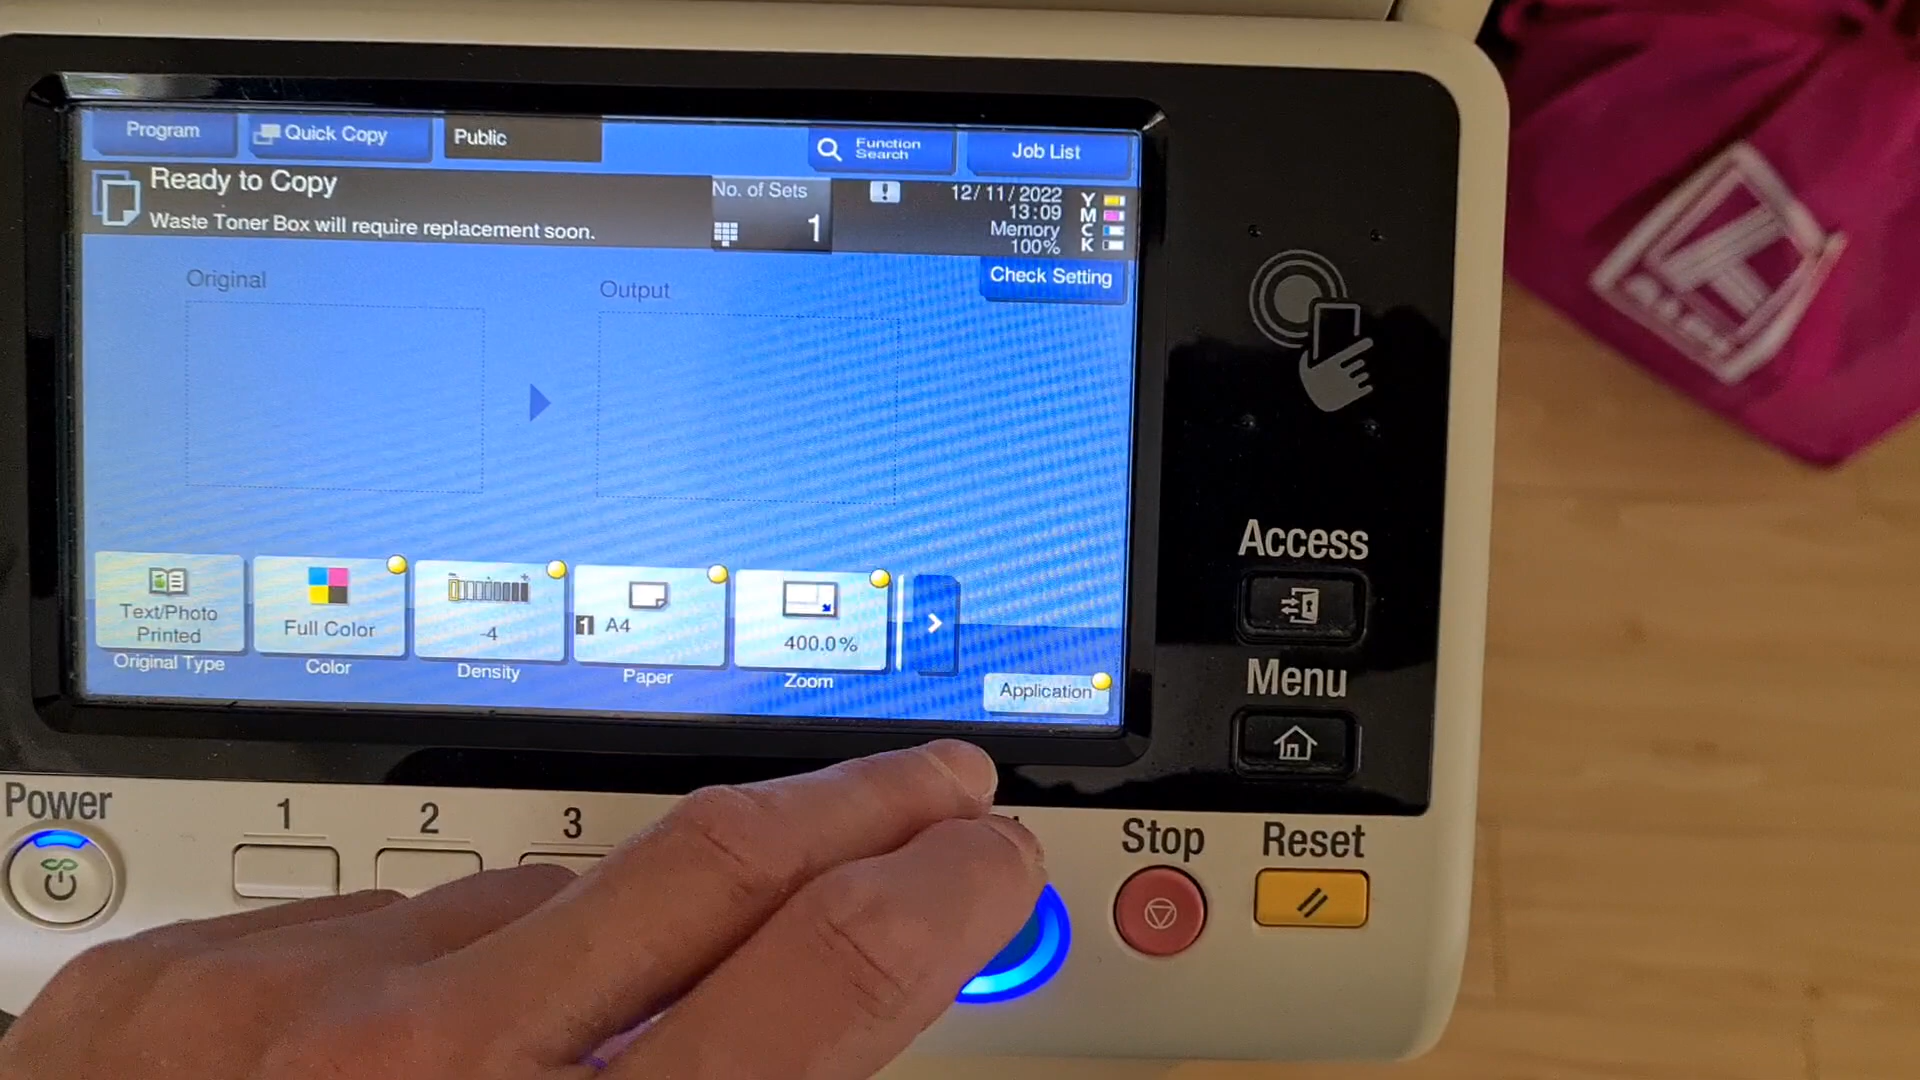 Program
Quick Copy
Public
Function
Search
Job List
Ready to Copy
Waste Toner Box will require replacement soon.
No. of Sets
1
12/11/2022
13:09
Memory
100%
Y
M
C
K
Check Setting
Original
Output
Text/Photo
Printed
Original Type
Full Color
Color
- +
-4
Density
1 A4
Paper
400.0%
Zoom
Application
Access
Menu
Power
1
2
3
Stop
Reset